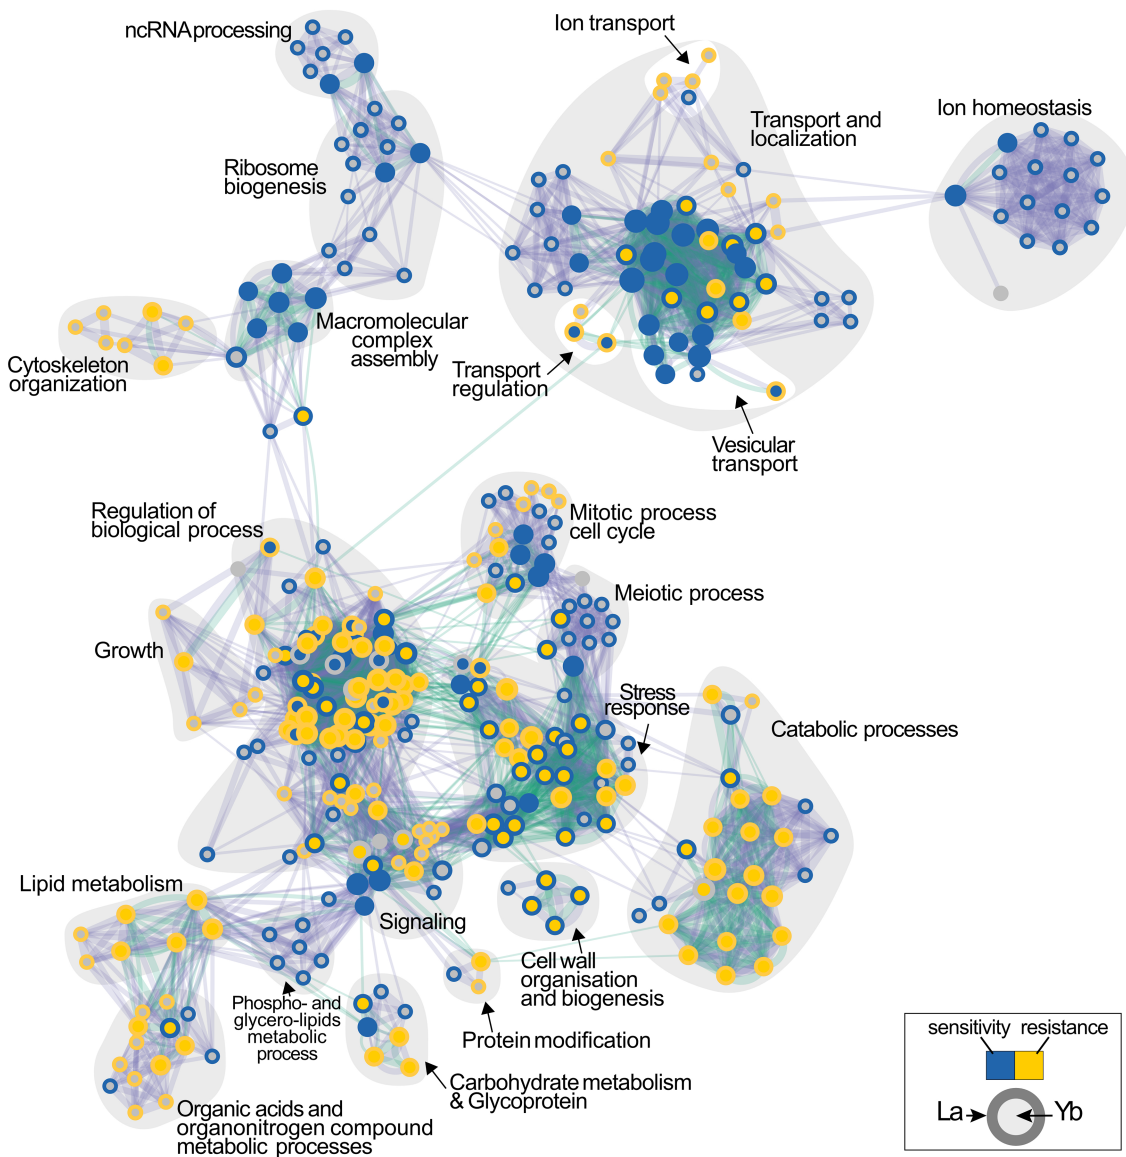 ncRNA processing
Ion transport
Transport and
localization
Ion homeostasis
Ribosome
biogenesis
Macromolecular
complex
assembly
Cytoskeleton
organization
Transport
regulation
Vesicular
transport
Regulation of
biological process
Mitotic process
cell cycle
Meiotic process
Growth
Stress
response
Catabolic processes
Lipid metabolism
Signaling
Cell wall
organisation
and biogenesis
Phospho- and
glycero-lipids
metabolic
process
Protein modification
Carbohydrate metabolism
& Glycoprotein
Organic acids and
organonitrogen compound
metabolic processes
sensitivity resistance
La Yb